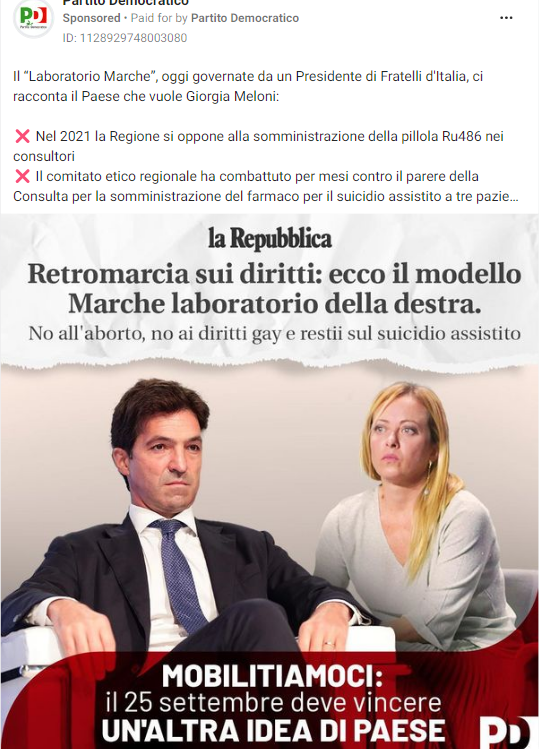 Partito Democratico
Sponsored • Paid for by Partito Democratico
ID: 1128929748003080
Il “Laboratorio Marche”, oggi governate da un Presidente di Fratelli d'Italia, ci
racconta il Paese che vuole Giorgia Meloni:
❌ Nel 2021 la Regione si oppone alla somministrazione della pillola Ru486 nei
consultori
❌ Il comitato etico regionale ha combattuto per mesi contro il parere della
Consulta per la somministrazione del farmaco per il suicidio assistito a tre pazie...
la Repubblica
Retromarcia sui diritti: ecco il modello
Marche laboratorio della destra.
No all'aborto, no ai diritti gay e restii sul suicidio assistito
MOBILITIAMOCI:
il 25 settembre deve vincere
UN'ALTRA IDEA DI PAESE
PD